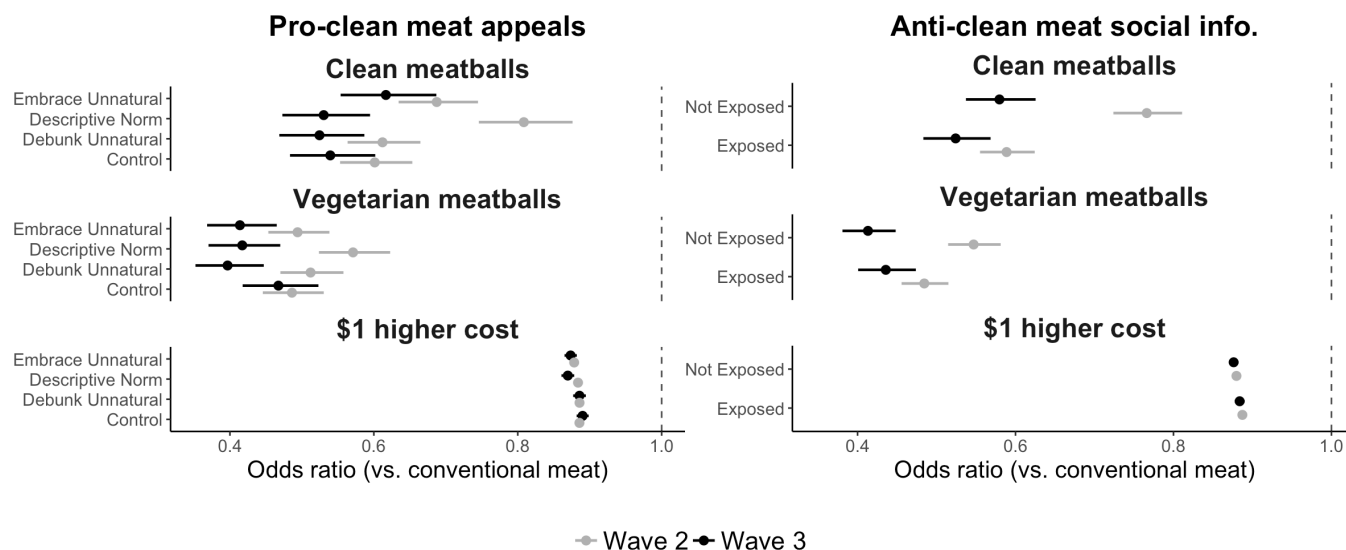 Pro-clean meat appeals
Clean meatballs
Embrace Unnatural
Descriptive Norm
Debunk Unnatural
Control
Vegetarian meatballs
Embrace Unnatural
Descriptive Norm
Debunk Unnatural
Control
$1 higher cost
Embrace Unnatural
Descriptive Norm
Debunk Unnatural
Control
0.4 0.6 0.8 1.0
Odds ratio (vs. conventional meat)
Anti-clean meat social info.
Clean meatballs
Not Exposed
Exposed
Vegetarian meatballs
Not Exposed
Exposed
$1 higher cost
Not Exposed
Exposed
0.4 0.6 0.8 1.0
Odds ratio (vs. conventional meat)
Wave 2 Wave 3